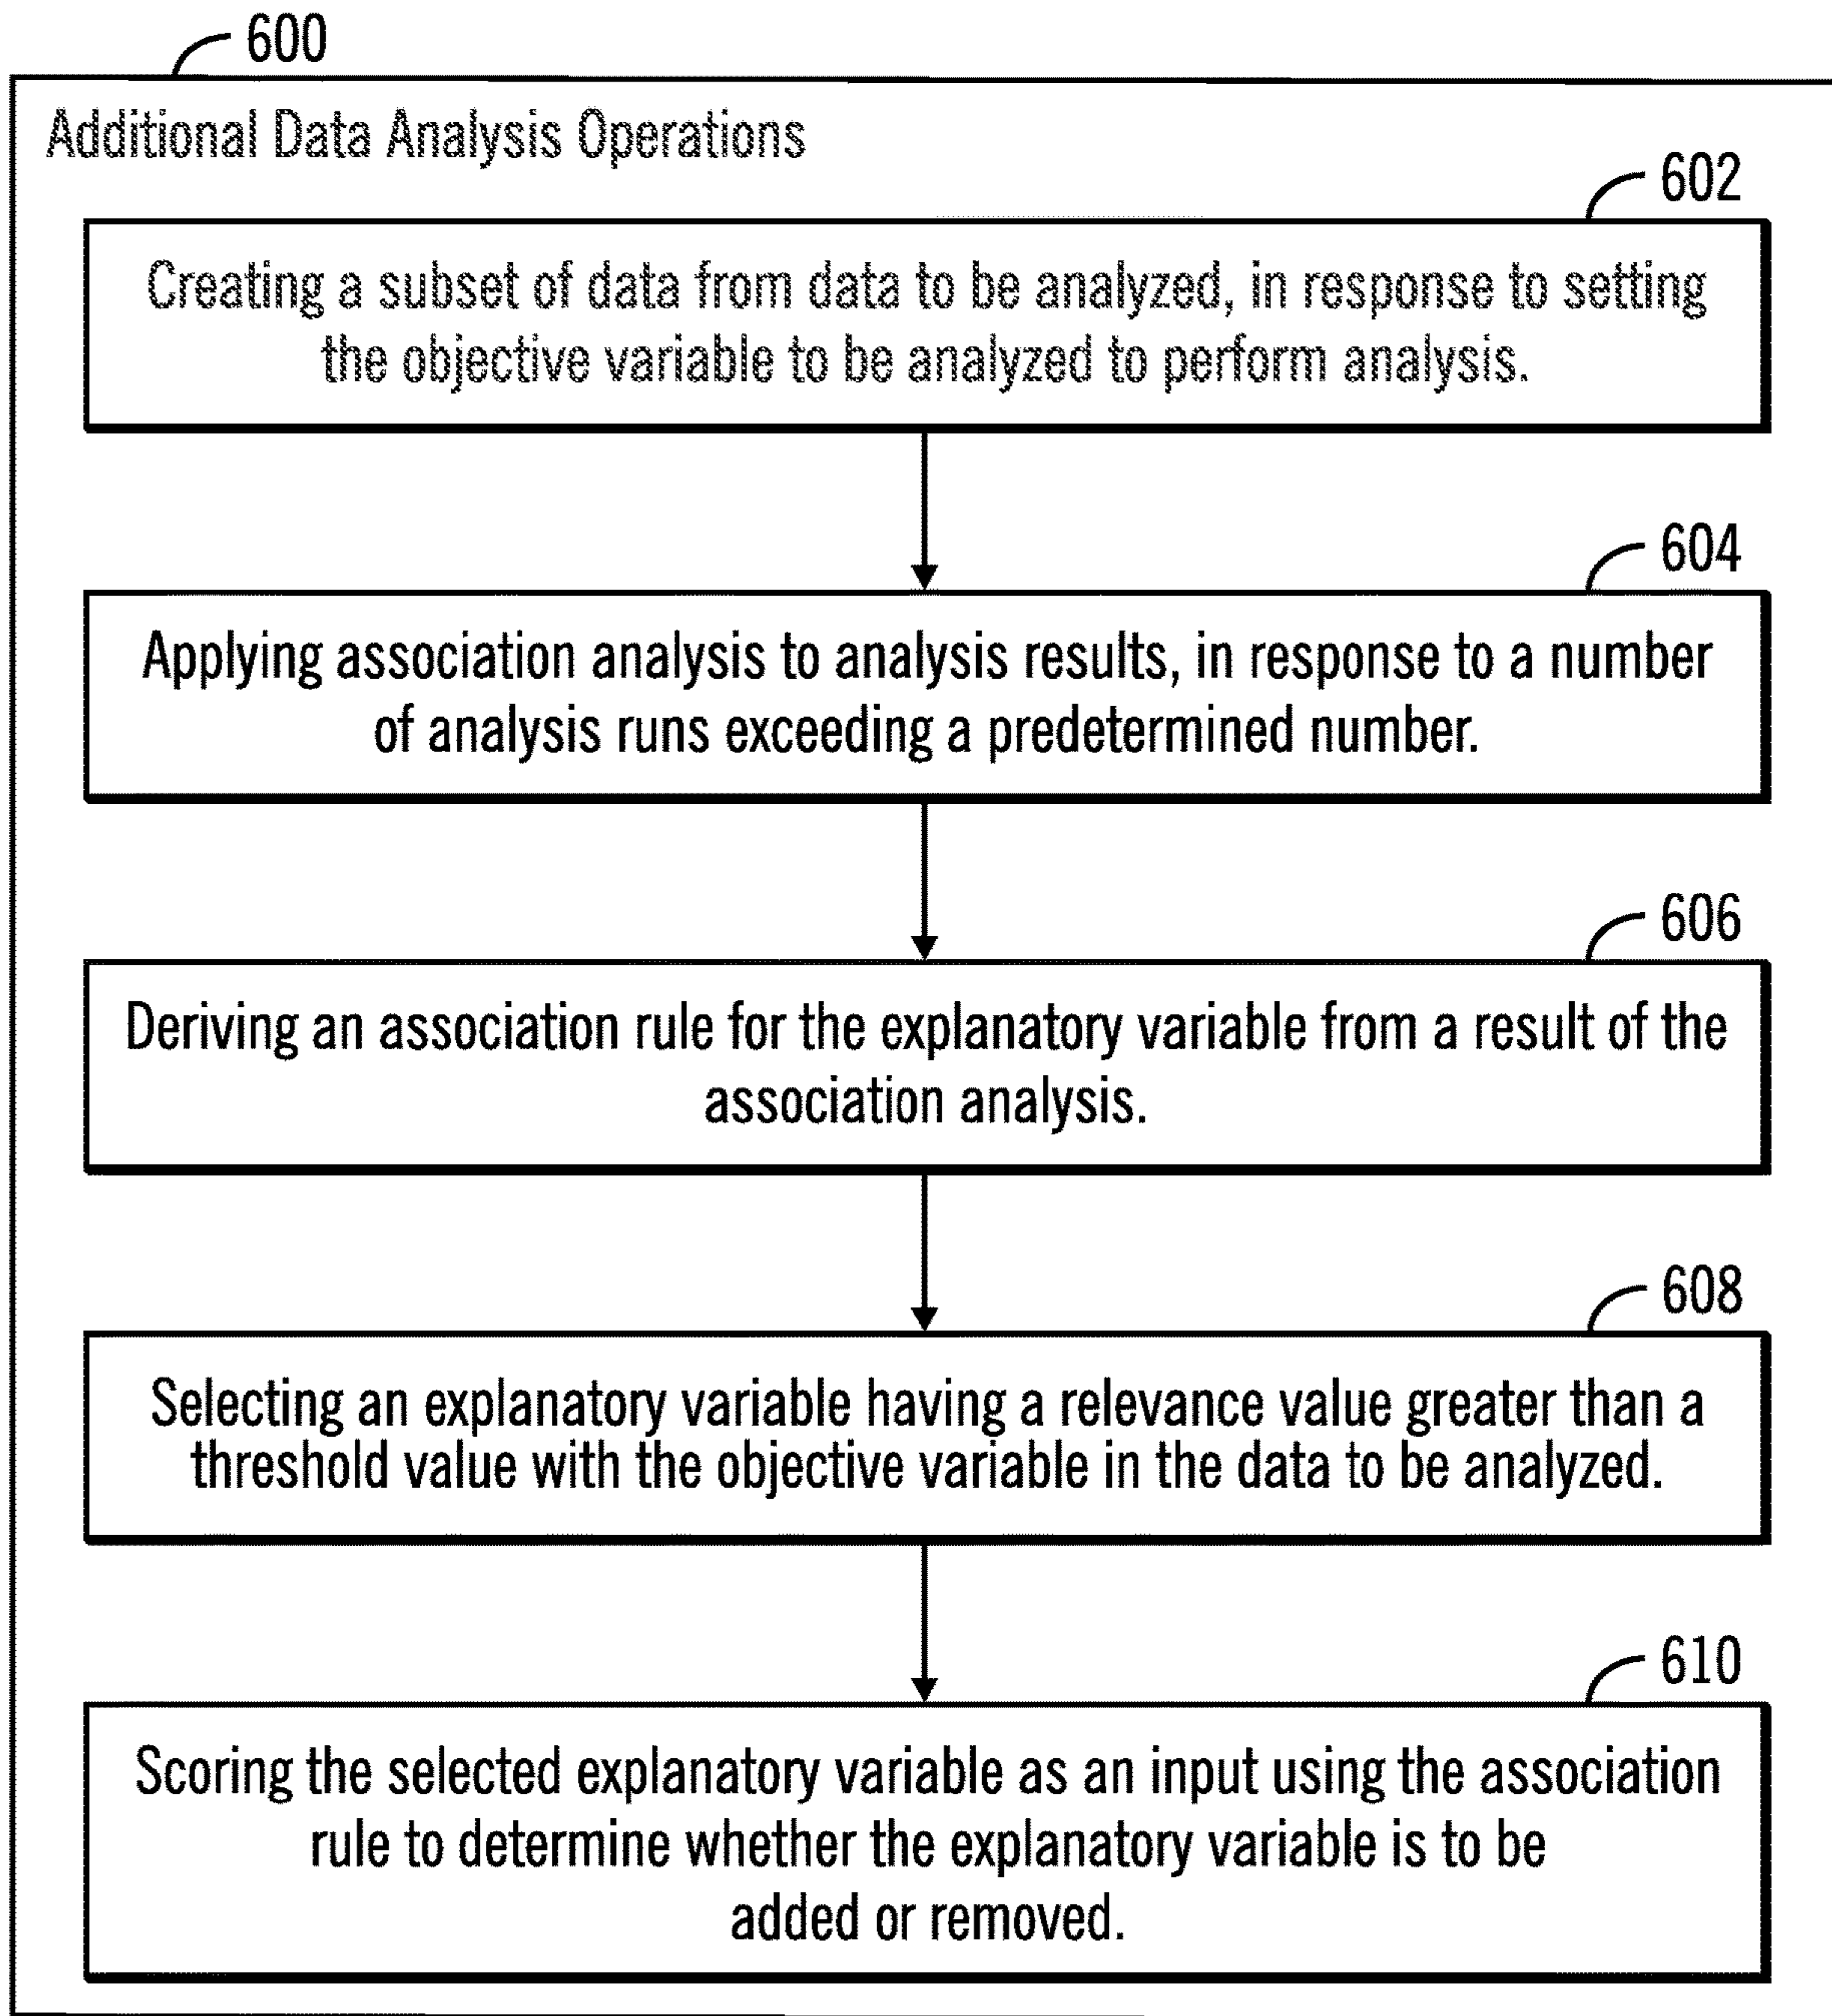 600
Additional Data Analysis Operations
602
Creating a subset of data from data to be analyzed, in response to setting
the objective variable to be analyzed to perform analysis.
604
Applying association analysis to analysis results, in response to a number
of analysis runs exceeding a predetermined number.
606
Deriving an association rule for the explanatory variable from a result of the
association analysis.
608
Selecting an explanatory variable having a relevance value greater than a
threshold value with the objective variable in the data to be analyzed.
610
Scoring the selected explanatory variable as an input using the association
rule to determine whether the explanatory variable is to be
added or removed.